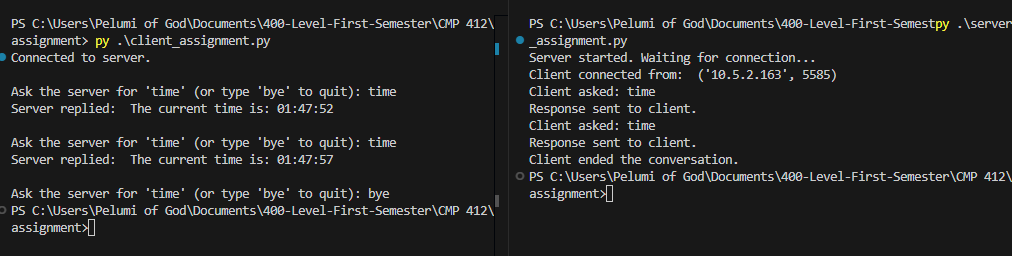 PS C:\Users\Pelumi of God\Documents\400-Level-First-Semester\CMP 412\
assignment> py .\client_assignment.py
Connected to server.
Ask the server for 'time' (or type 'bye' to quit): time
Server replied:  The current time is: 01:47:52
Ask the server for 'time' (or type 'bye' to quit): time
Server replied:  The current time is: 01:47:57
Ask the server for 'time' (or type 'bye' to quit): bye
PS C:\Users\Pelumi of God\Documents\400-Level-First-Semester\CMP 412\
assignment>
PS C:\Users\Pelumi of God\Documents\400-Level-First-Semestpy .\server
_assignment.py
Server started. Waiting for connection...
Client connected from:  ('10.5.2.163', 5585)
Client asked: time
Response sent to client.
Client asked: time
Response sent to client.
Client ended the conversation.
PS C:\Users\Pelumi of God\Documents\400-Level-First-Semester\CMP 412\
assignment>